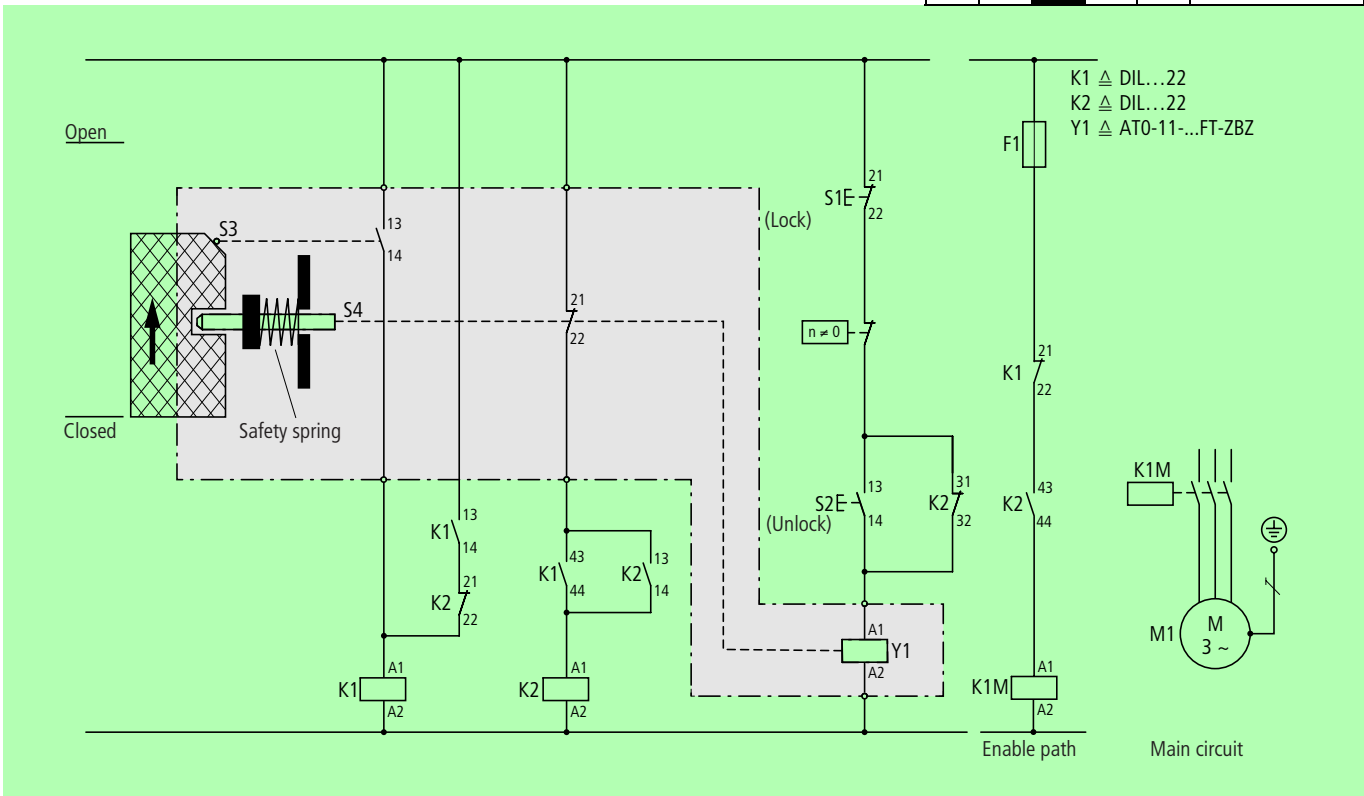 K1 ≙ DIL…22
K2 ≙ DIL…22
Y1 ≙ AT0-11-...FT-ZBZ
Open
F1
21
S1E
22
(Lock)
S3
13
14
S4
21
22
n ≠ 0
K1
21
22
Closed
Safety spring
K1M
K1
13
14
K2
21
22
K1
43
44
K2
13
14
S2E
13
14
(Unlock)
K2
31
32
K2
43
44
A1
Y1
A2
M1
M
3 ~
K1
A1
A2
K2
A1
A2
K1M
A1
A2
Enable path
Main circuit